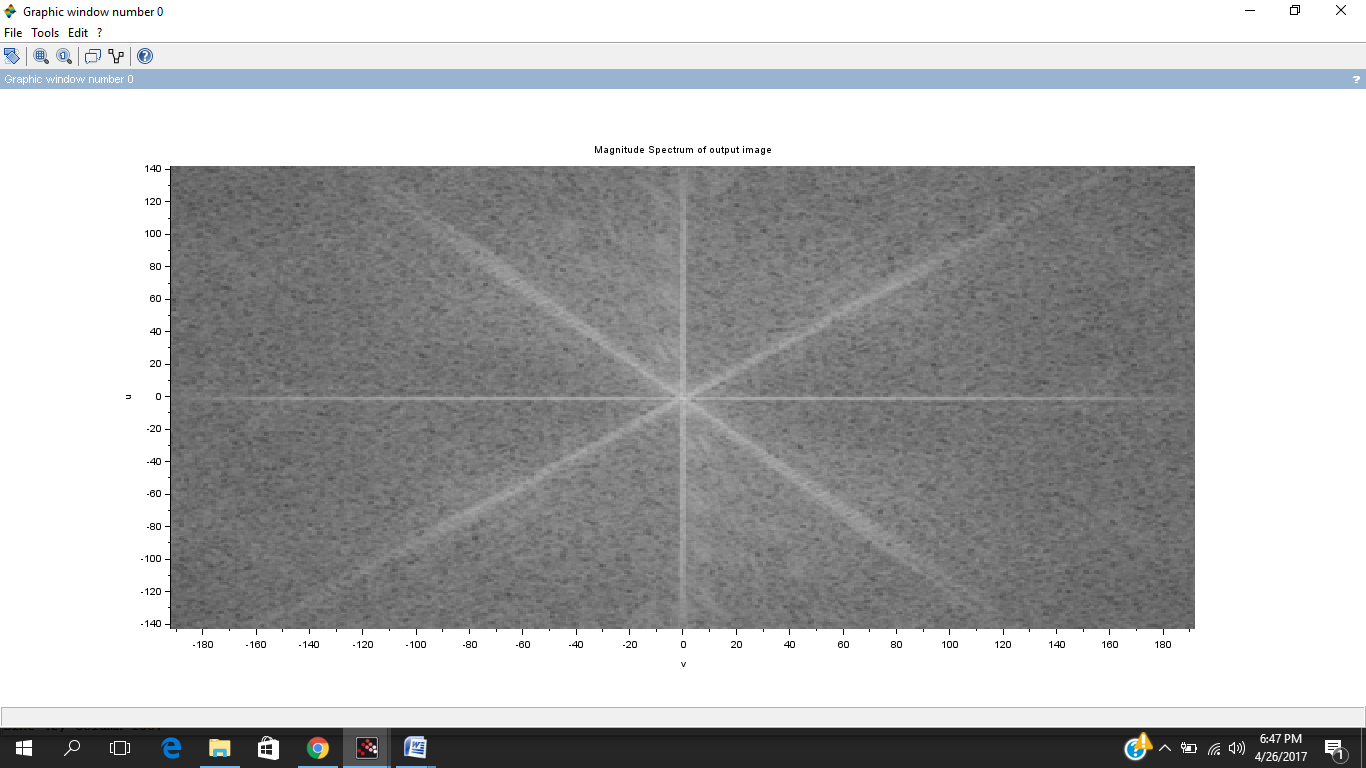 Graphic window number 0
File Tools Edit ?
Graphic window number 0 ?
Magnitude Spectrum of output image
140
120
100
80
60
40
20
u 0
-20
-40
-60
-80
-100
-120
-140
-180 -160 -140 -120 -100 -80 -60 -40 -20 0 20 40 60 80 100 120 140 160 180
v
6:47 PM
4/26/2017
1